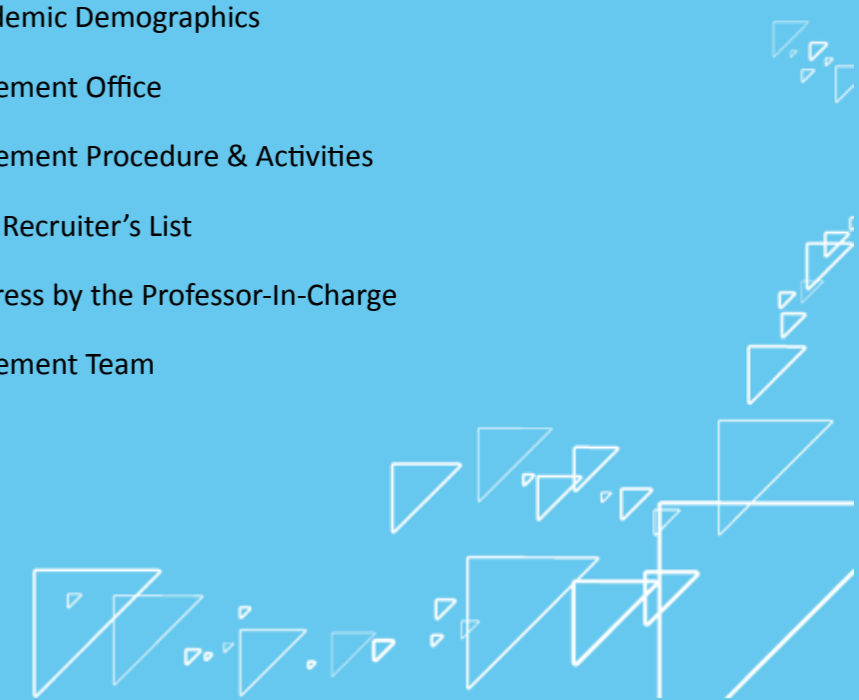 demic Demographics
ement Office
ement Procedure & Activities
Recruiter’s List
ress by the Professor-In-Charge
ement Team